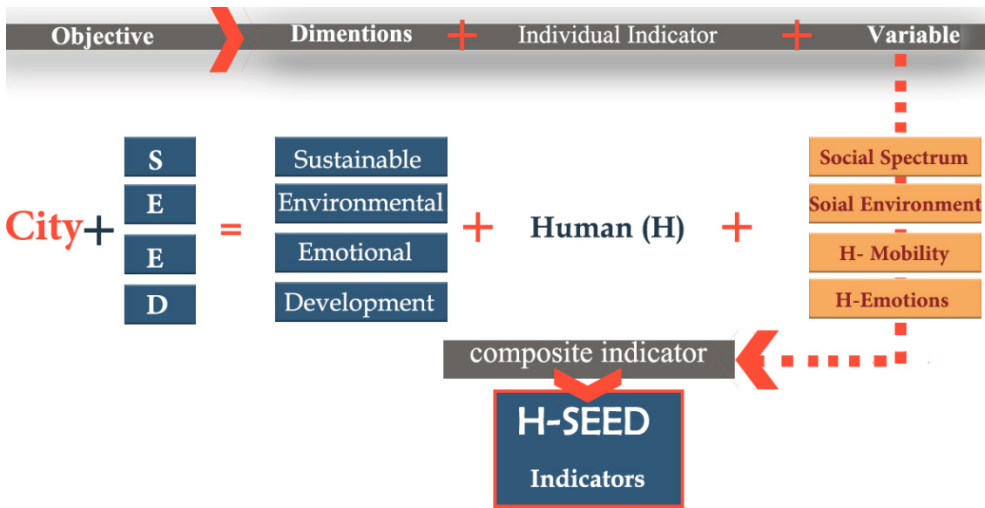 Objective Dimentions + Individual Indicator + Variable
S Sustainable Social Spectrum
E Environmental Soial Environment
City+ = + Human (H) +
E Emotional H- Mobility
D Development H-Emotions
composite indicator
H-SEED
Indicators